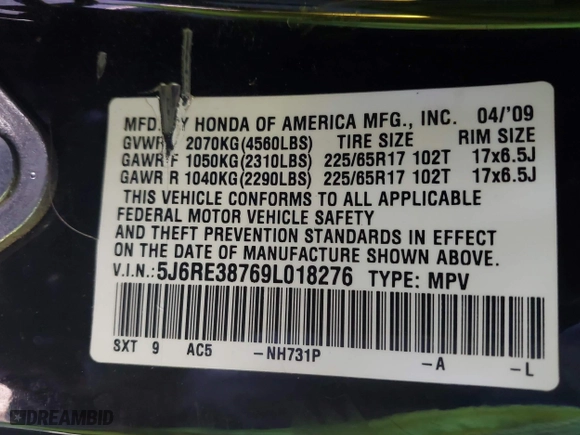 MFD. BY HONDA OF AMERICA MFG., INC. 04/'09
GVWR 2070KG(4560LBS) TIRE SIZE RIM SIZE
GAWR F 1050KG(2310LBS) 225/65R17 102T 17x6.5J
GAWR R 1040KG(2290LBS) 225/65R17 102T 17x6.5J
THIS VEHICLE CONFORMS TO ALL APPLICABLE
FEDERAL MOTOR VEHICLE SAFETY
AND THEFT PREVENTION STANDARDS IN EFFECT
ON THE DATE OF MANUFACTURE SHOWN ABOVE.
V.I.N.: 5J6RE38769L018276 TYPE: MPV
SXT 9 AC5 -NH731P -A -L
DREAMBID